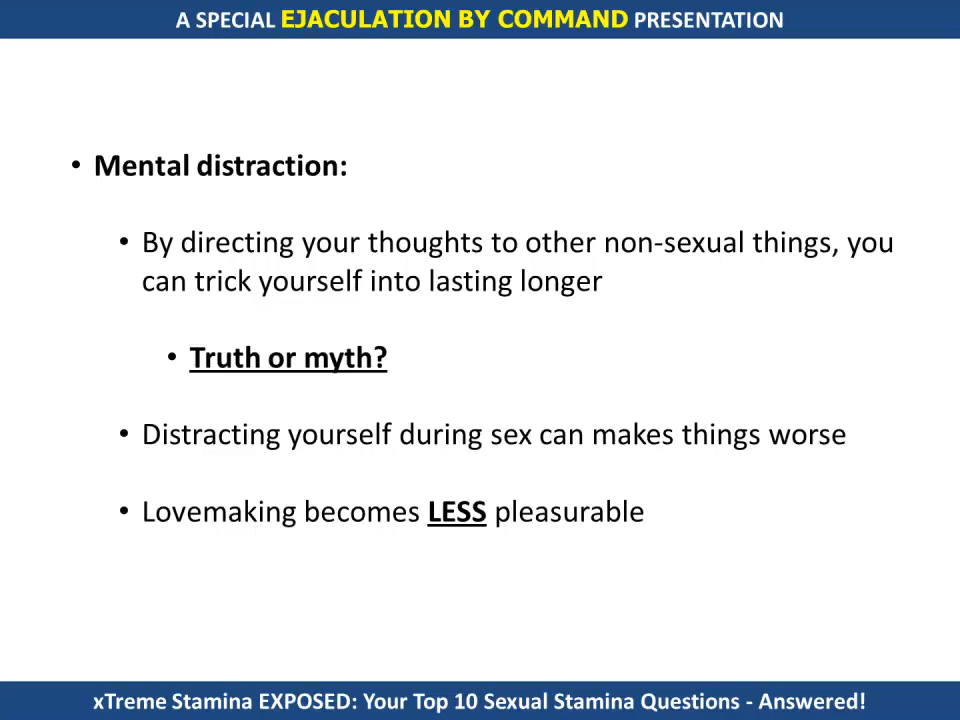 A SPECIAL EJACULATION BY COMMAND PRESENTATION
• Mental distraction:
• By directing your thoughts to other non-sexual things, you
can trick yourself into lasting longer
• Truth or myth?
• Distracting yourself during sex can makes things worse
• Lovemaking becomes LESS pleasurable
xTreme Stamina EXPOSED: Your Top 10 Sexual Stamina Questions - Answered!